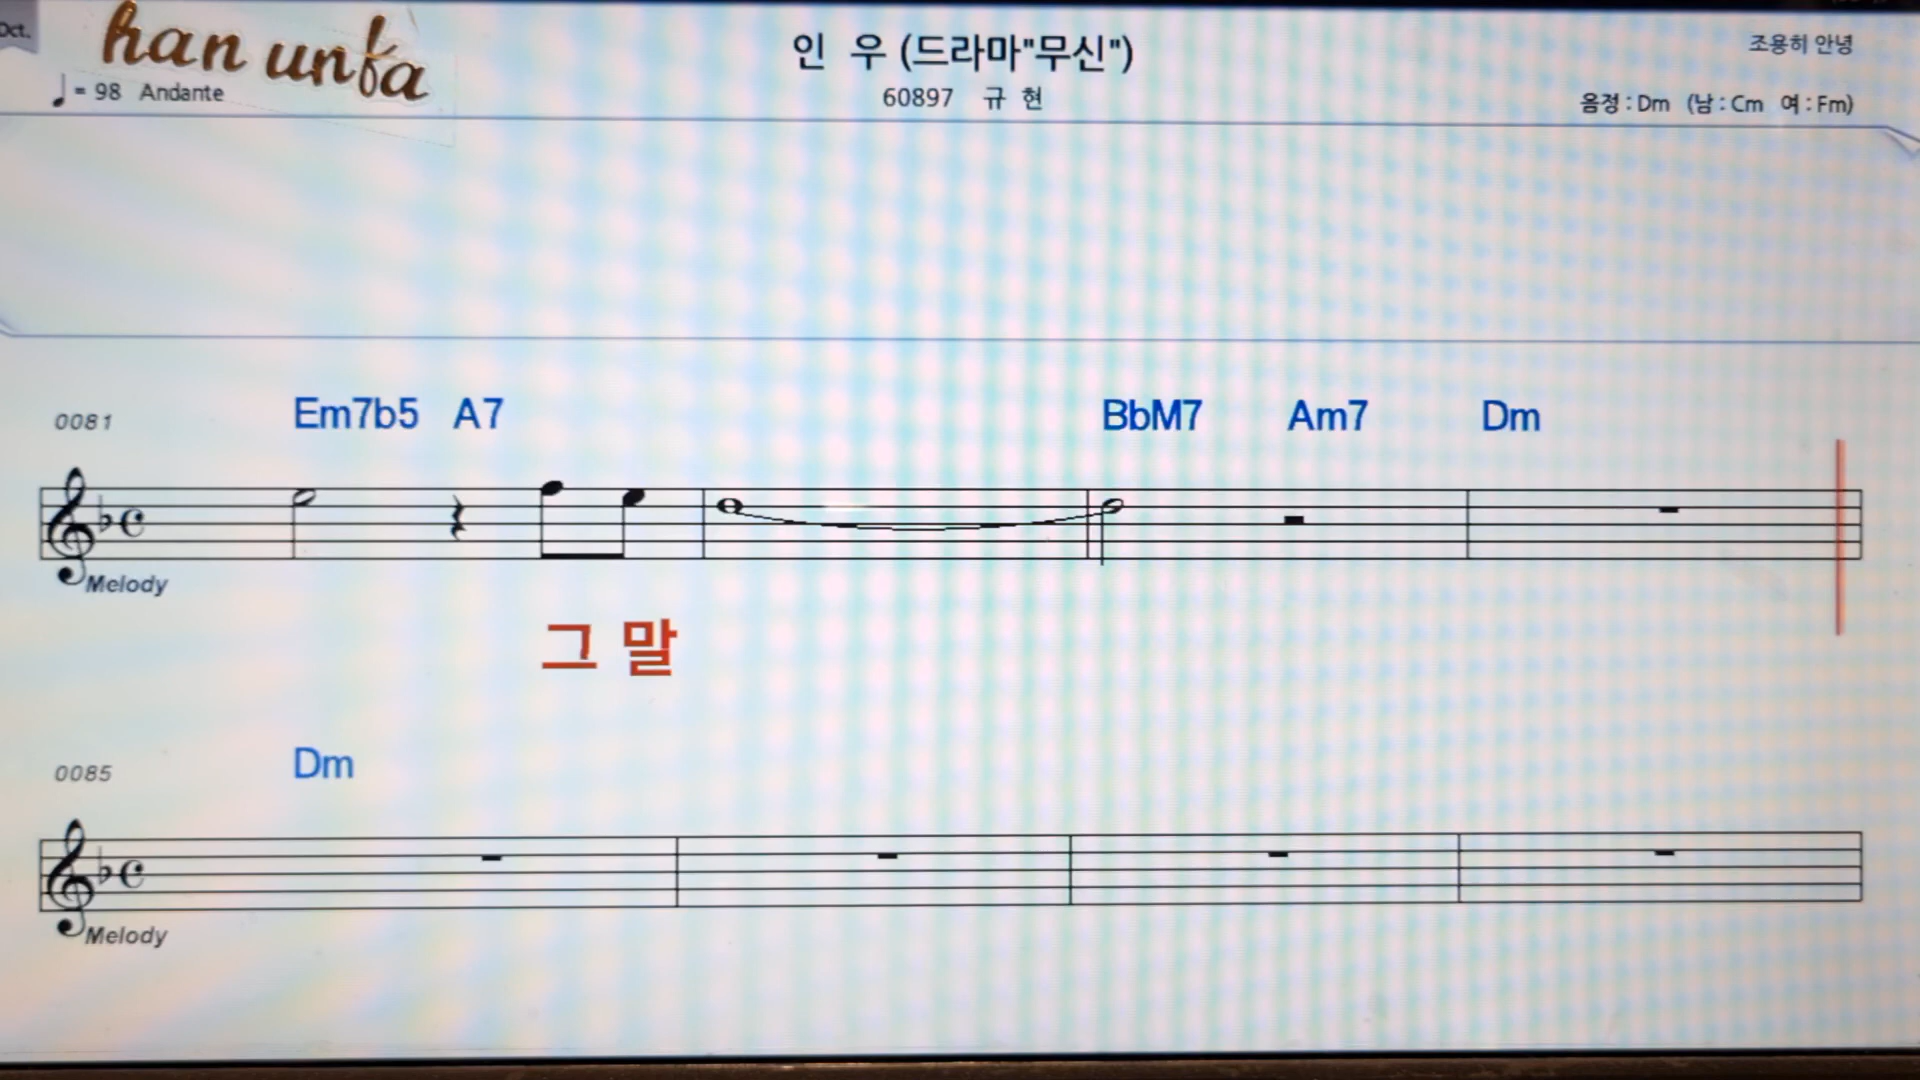 Oct.
han unfa
인 우 (드라마"무신")
조용히 안녕
♩= 98 Andante
60897 규 현
음정 : Dm (남 : Cm 여 : Fm)
0081 Em7b5 A7 BbM7 Am7 Dm
Melody
그 말
0085 Dm
Melody